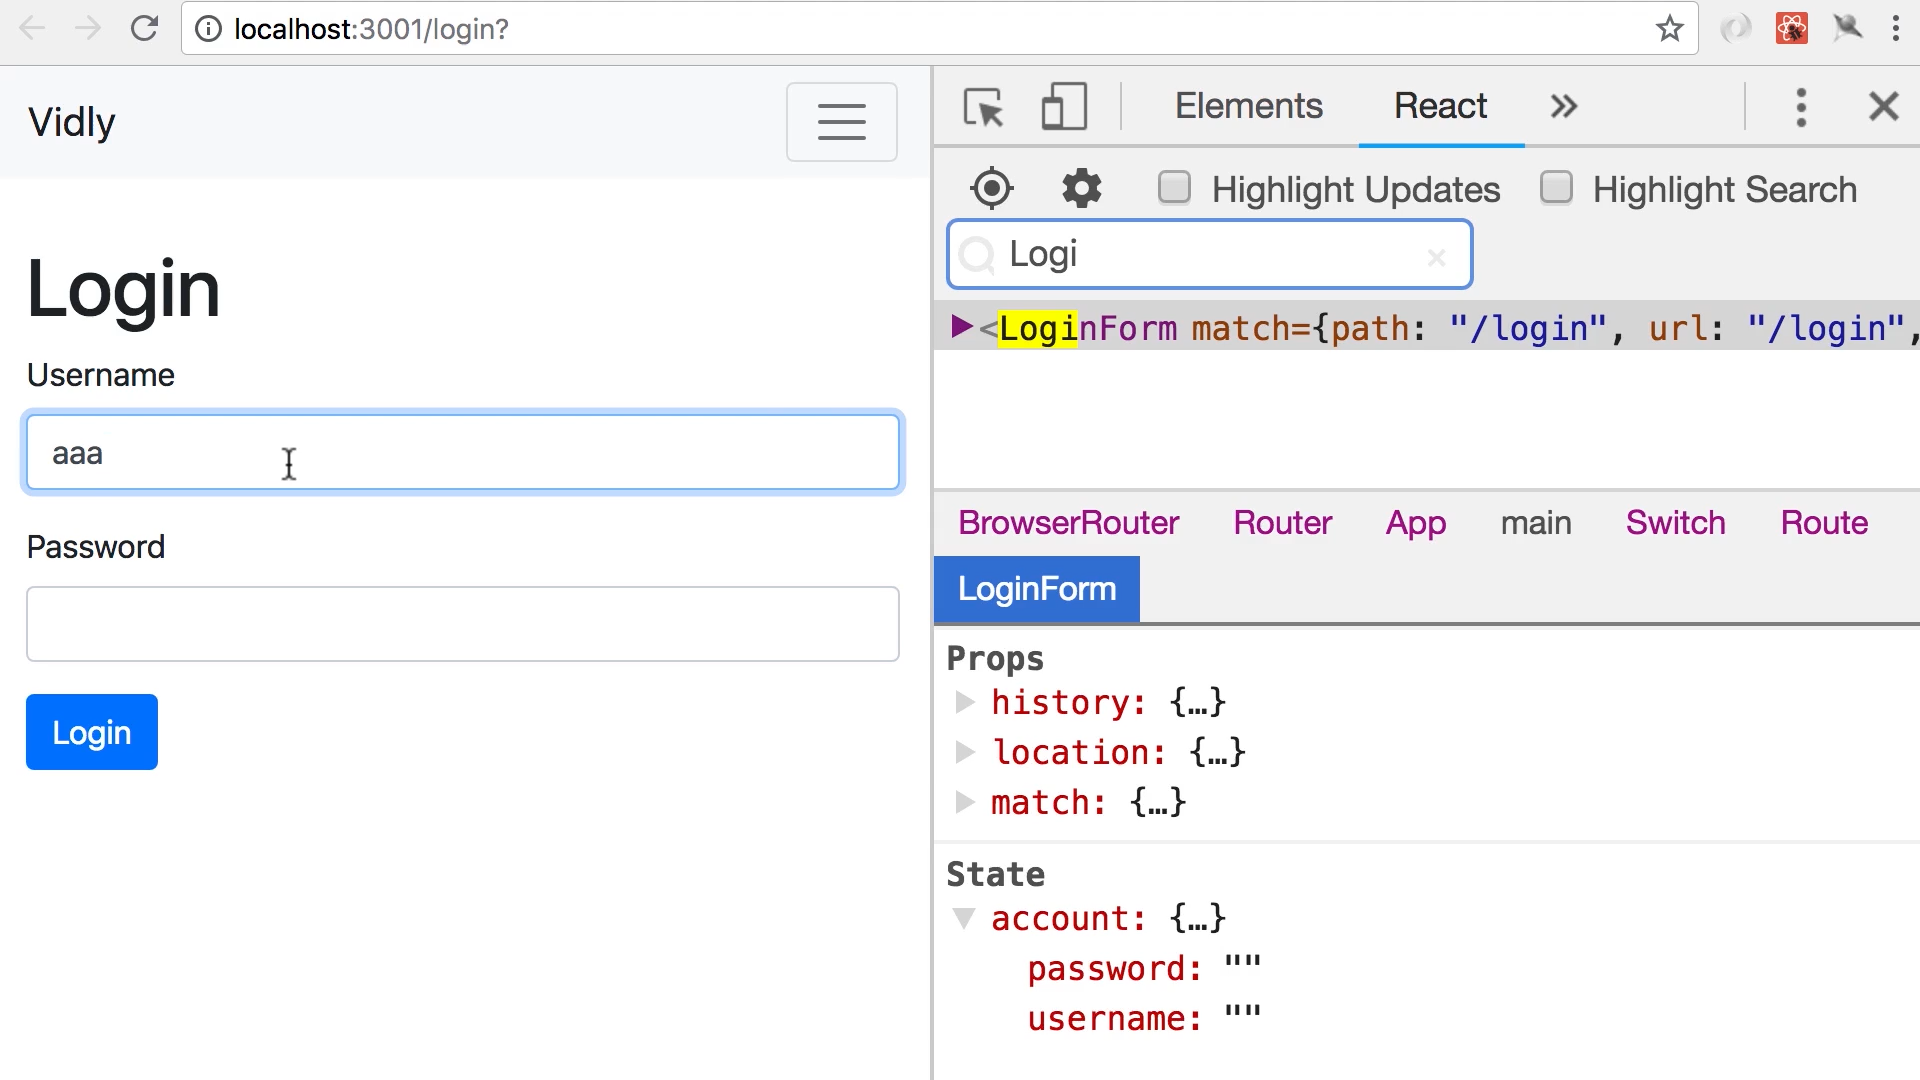 localhost:3001/login?
Vidly
Login
Username
aaa
Password
Login
Elements React »
Highlight Updates Highlight Search
Logi
<LoginForm match={path: "/login", url: "/login",
BrowserRouter Router App main Switch Route
LoginForm
Props
history: {…}
location: {…}
match: {…}
State
account: {…}
password: ""
username: ""